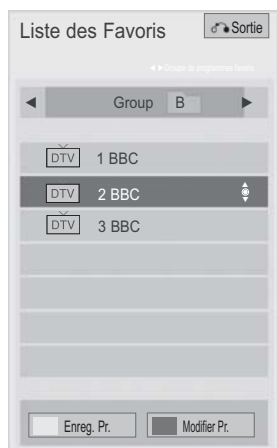 Liste des Favoris
Sortie
Groupe de programmes favoris
Group B
DTV 1 BBC
DTV 2 BBC
DTV 3 BBC
Enreg. Pr.
Modifier Pr.